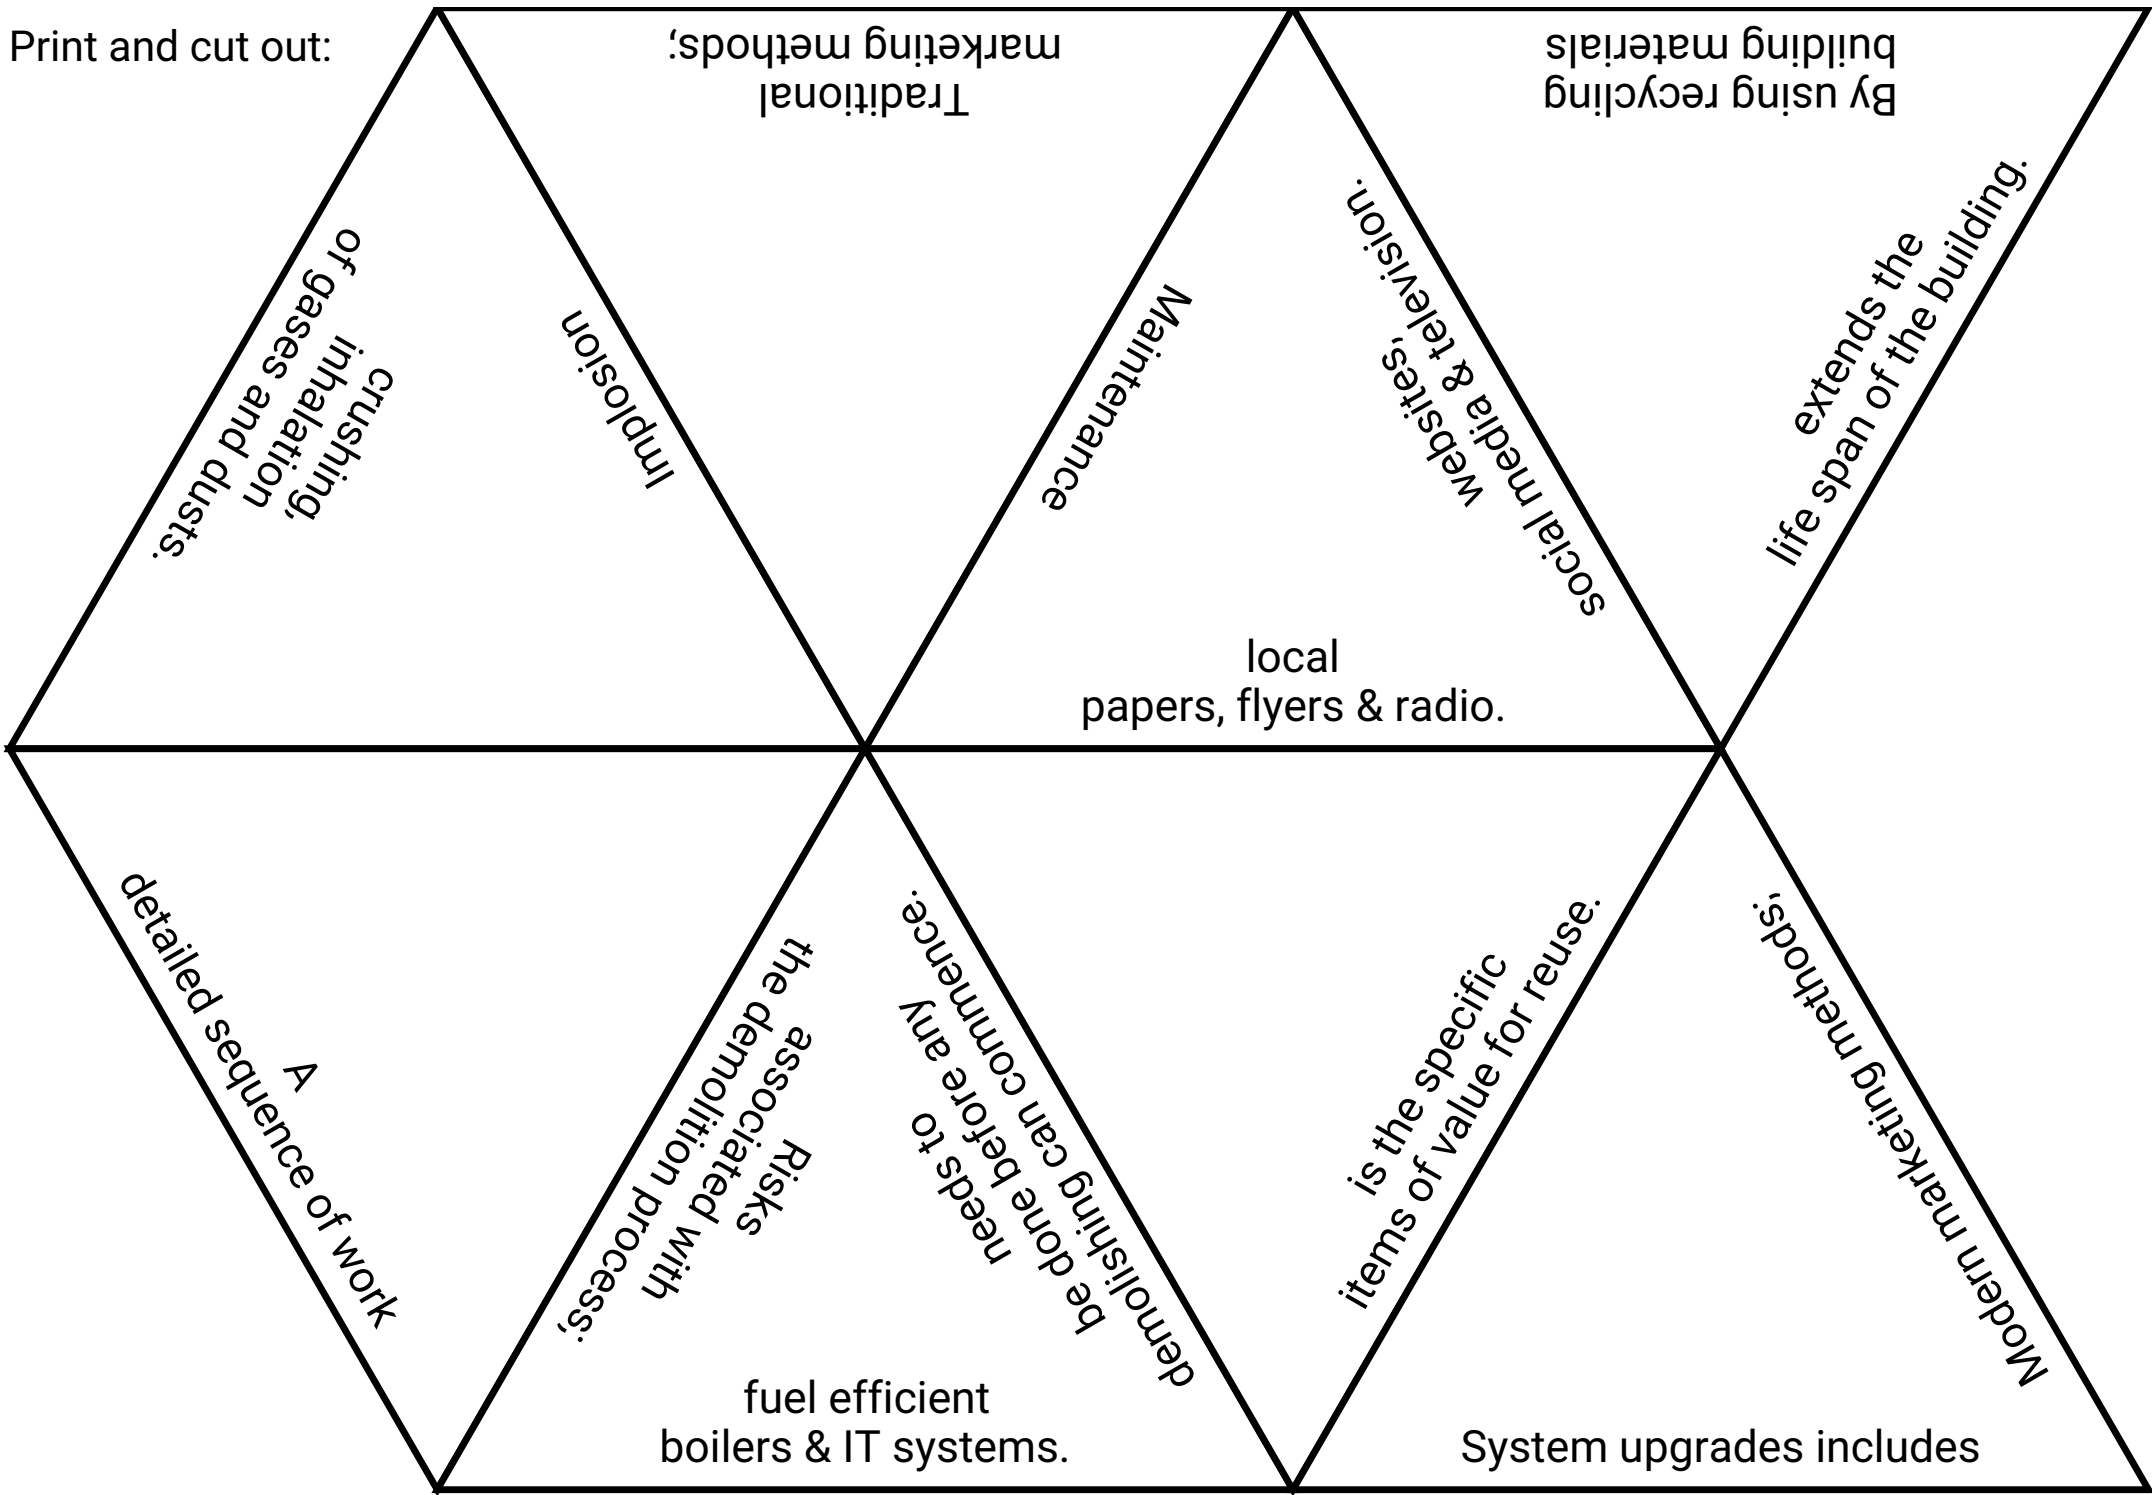 Print and cut out:
crushing,
inhalation
of gases and dusts.
Implosion
Traditional
marketing methods;
Maintenance
websites,
social media & television.
local
papers, flyers & radio.
By using recycling
building materials
extends the
life span of the building.
A
detailed sequence of work
Risks
associated with
the demolition process;
needs to
be done before any
demolishing can commence.
fuel efficient
boilers & IT systems.
is the specific
items of value for reuse.
Modern marketing methods;
System upgrades includes